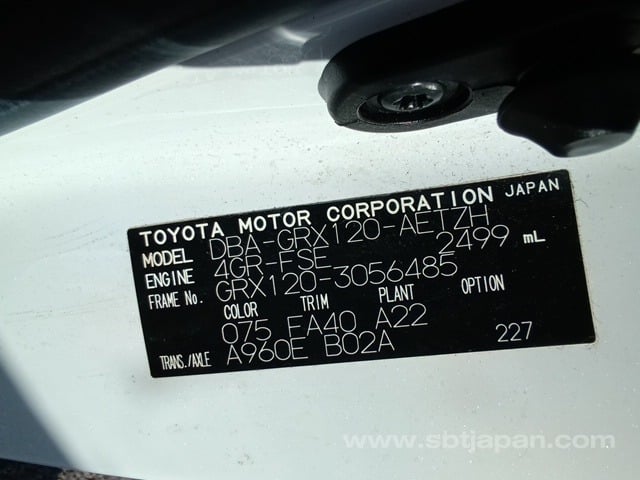 TOYOTA MOTOR CORPORATION JAPAN
MODEL DBA-GRX120-AETZH
ENGINE 4GR-FSE 2499 mL
FRAME No. GRX120-3056485
COLOR TRIM PLANT OPTION
075 FA40 A22
TRANS./AXLE A960E B02A 227
www.sbtjapan.com